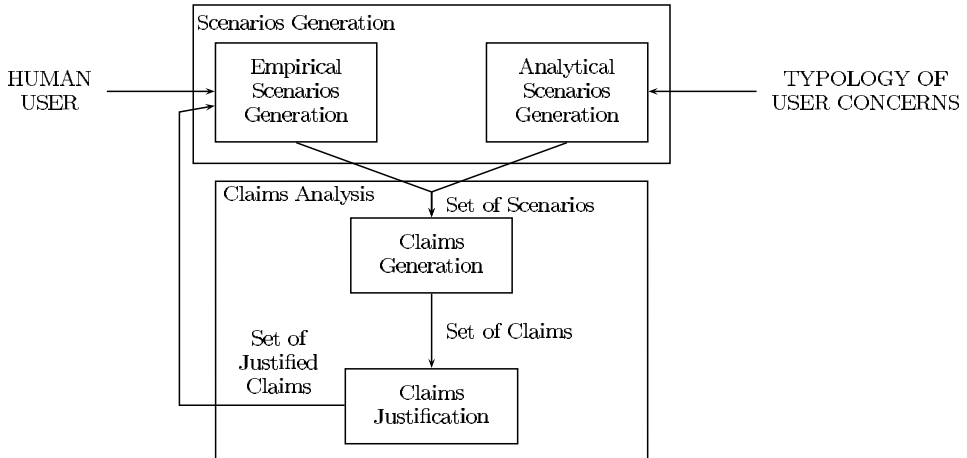 Scenarios Generation
HUMAN
USER
Empirical
Scenarios
Generation
Analytical
Scenarios
Generation
TYPOLOGY OF
USER CONCERNS
Claims Analysis
Set of Scenarios
Claims
Generation
Set of Claims
Set of
Justified
Claims
Claims
Justification